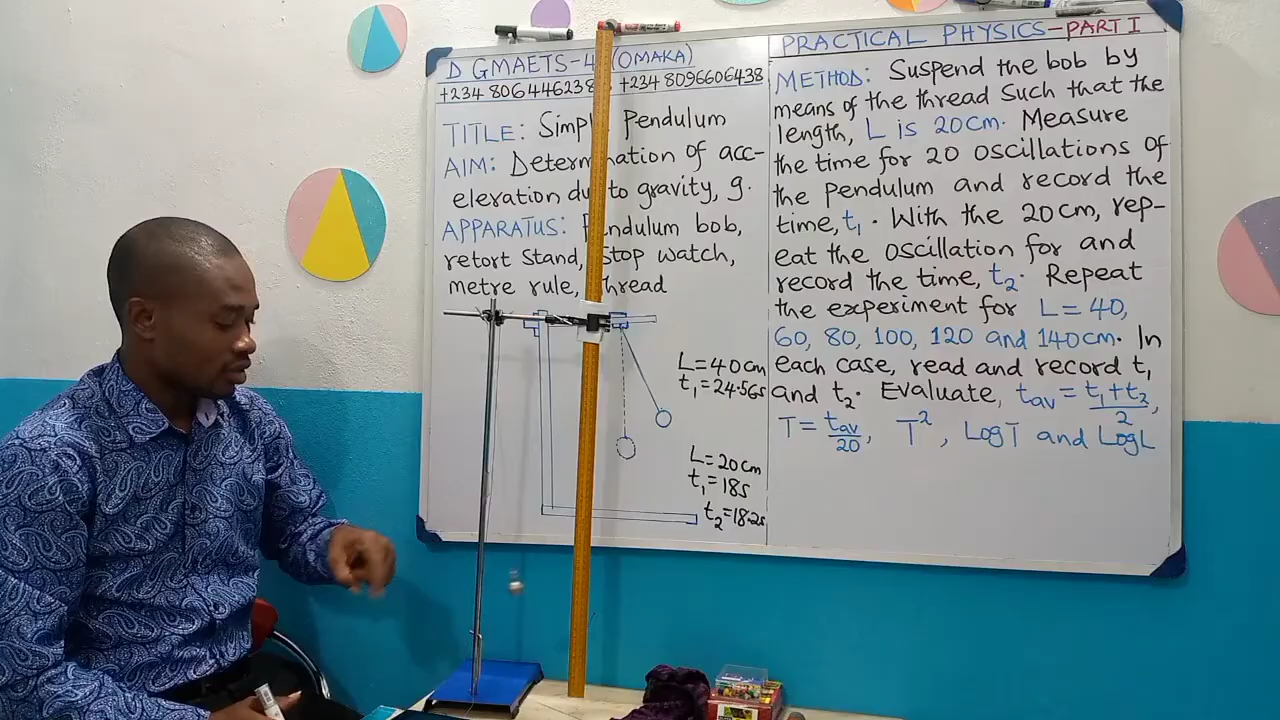 D GMAETS-4 (OMAKA)
+234 806446238 +234 8096606438
TITLE: Simpl Pendulum
AIM: Determ nation of acc-
eleration du to gravity, g.
APPARATUS: endulum bob,
retort Stand, Stop watch,
metre rule, thread
L=40cm
t₁=24.56s
L=20cm
t₁=18s
t₂=18.2s
PRACTICAL PHYSICS-PART I
METHOD: Suspend the bob by
means of the thread Such that the
length, L is 20cm. Measure
the time for 20 oscillations of
the Pendulum and record the
time, t₁. With the 20cm, rep-
eat the oscillation for and
record the time, t₂. Repeat
the experiment for L=40,
60, 80, 100, 120 and 140cm. In
each case, read and record t₁
and t₂. Evaluate, tav = t₁+t₂/2,
T = tav/20, T², LogT and LogL